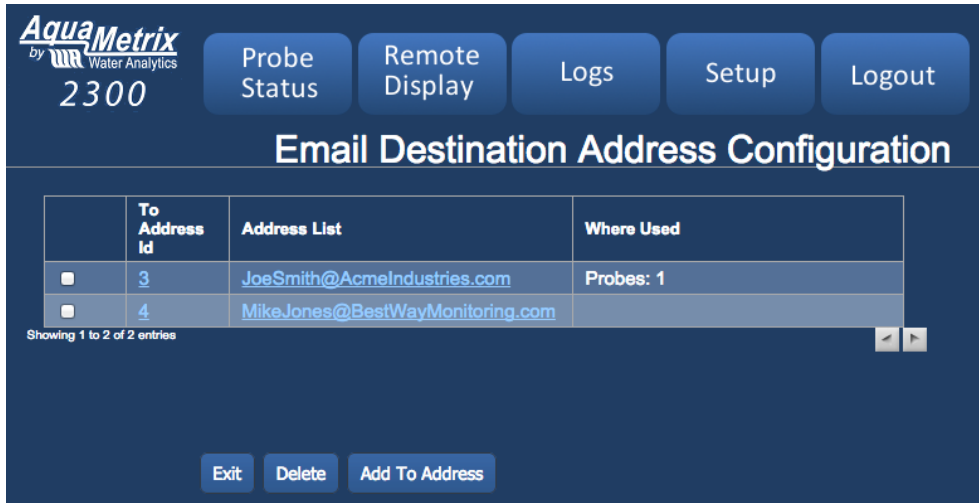 AquaMetrix
by WA Water Analytics
2300
Probe Status
Remote Display
Logs
Setup
Logout
Email Destination Address Configuration
To Address Id
Address List
Where Used
3
JoeSmith@AcmeIndustries.com
Probes: 1
4
MikeJones@BestWayMonitoring.com
Showing 1 to 2 of 2 entries
Exit
Delete
Add To Address